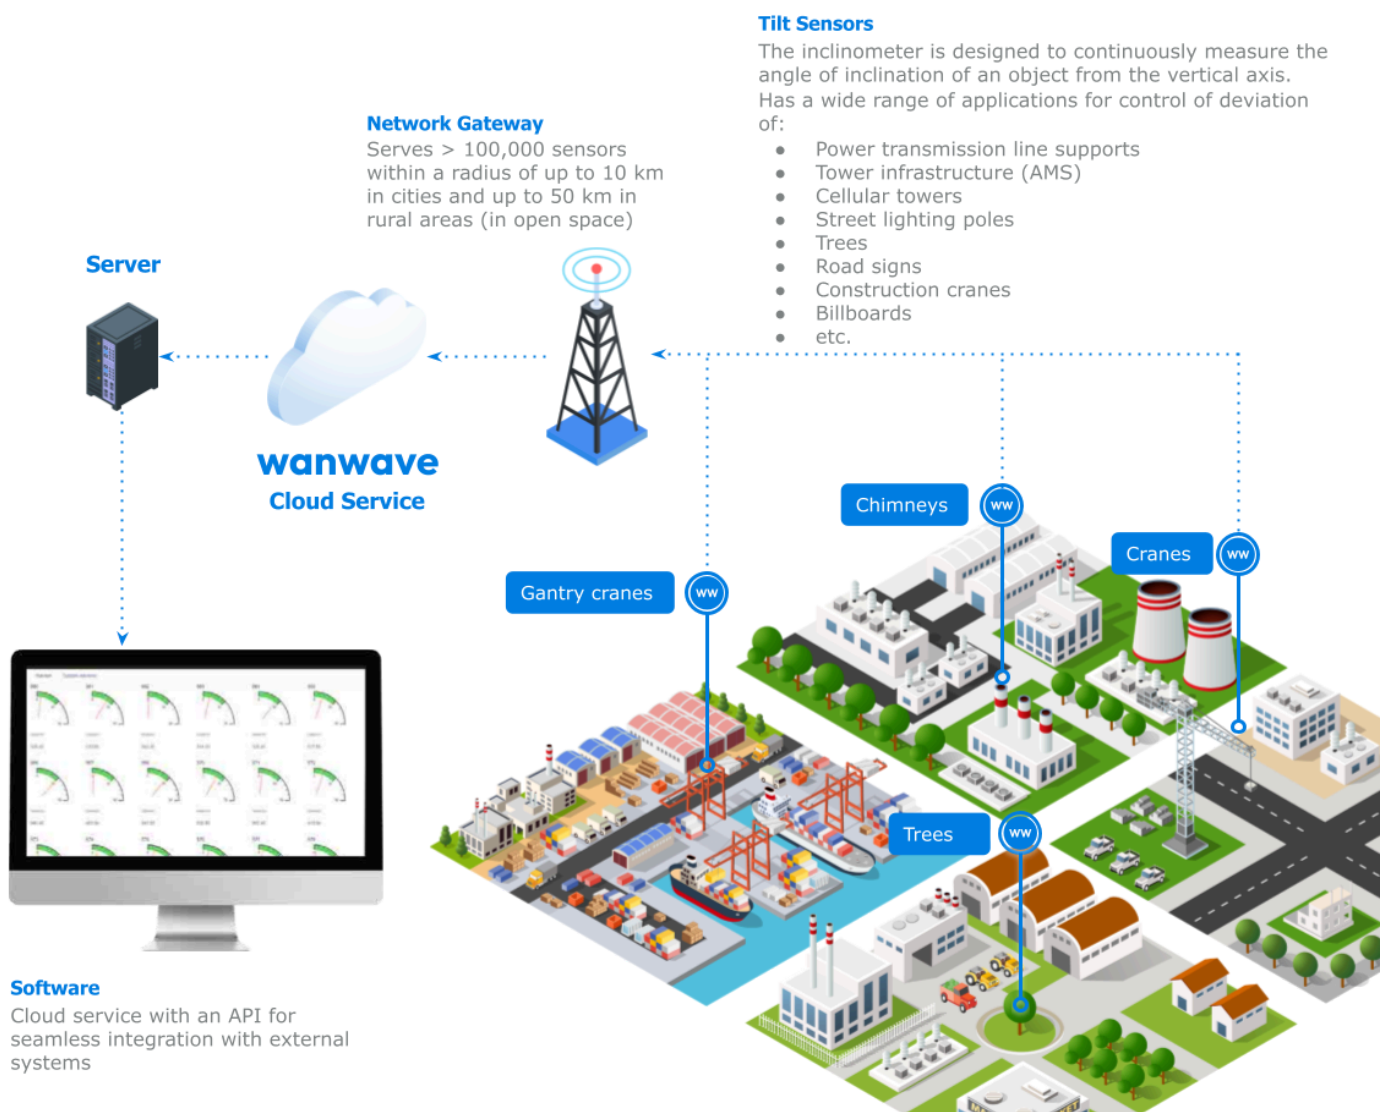 Tilt Sensors
The inclinometer is designed to continuously measure the
angle of inclination of an object from the vertical axis.
Has a wide range of applications for control of deviation
of:
● Power transmission line supports
● Tower infrastructure (AMS)
● Cellular towers
● Street lighting poles
● Trees
● Road signs
● Construction cranes
● Billboards
● etc.
Network Gateway
Serves > 100,000 sensors
within a radius of up to 10 km
in cities and up to 50 km in
rural areas (in open space)
Server
wanwave
Cloud Service
Chimneys
ww
Cranes
ww
Gantry cranes
ww
Trees
ww
Software
Cloud service with an API for
seamless integration with external
systems